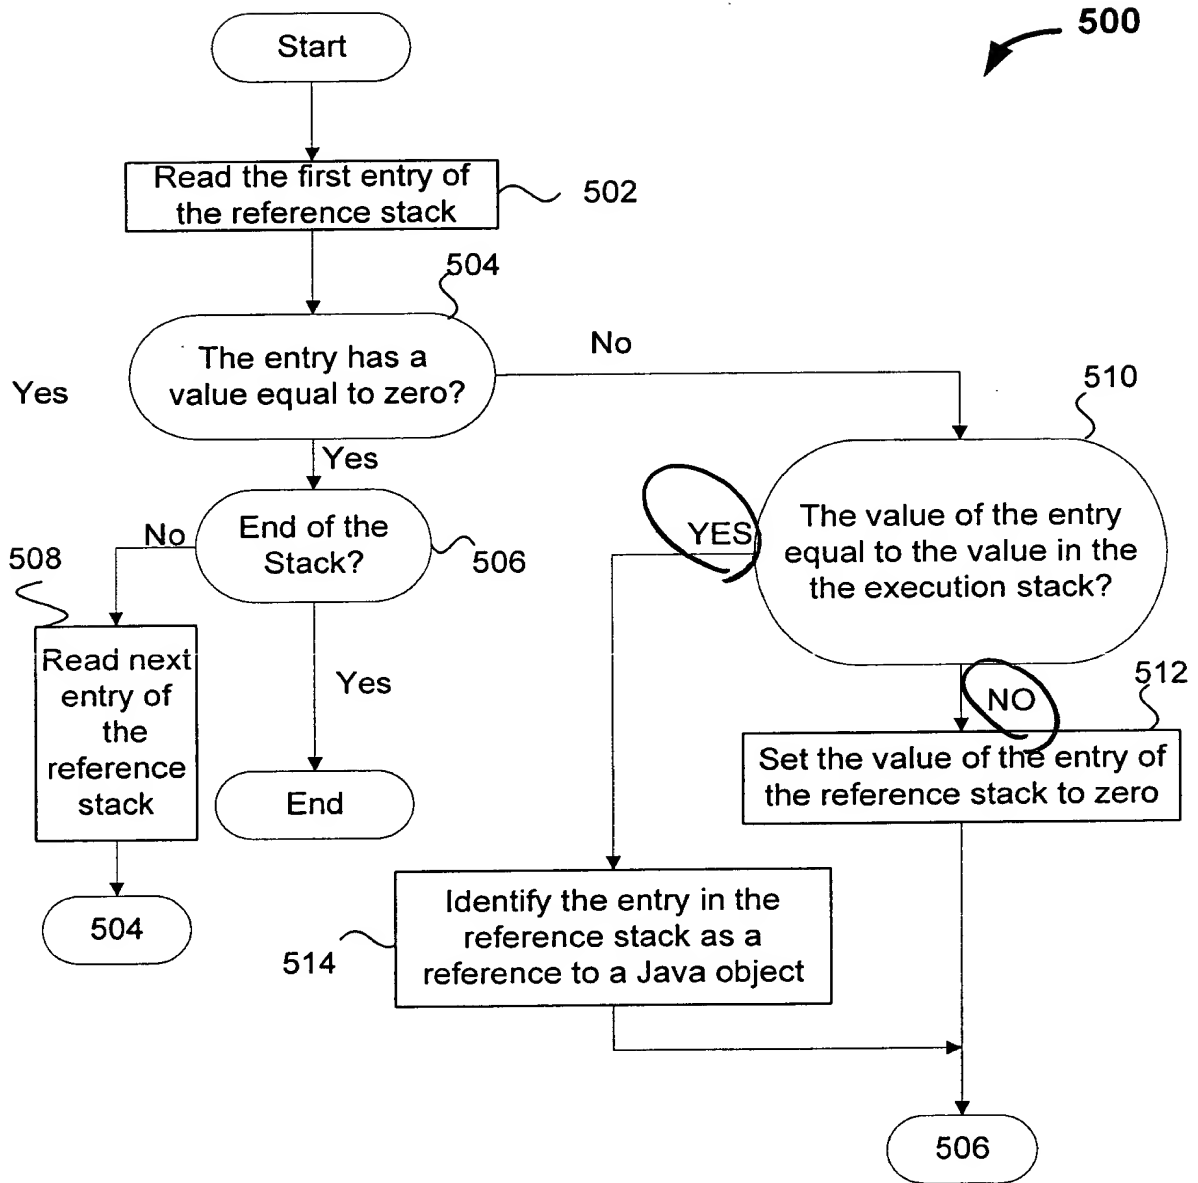 500
Start
Read the first entry of
the reference stack
502
504
The entry has a
value equal to zero?
No
Yes
510
Yes
End of the
Stack?
No
506
508
YES
The value of the entry
equal to the value in the
the execution stack?
Read next
entry of
the
reference
stack
Yes
NO
512
End
Set the value of the entry of
the reference stack to zero
504
Identify the entry in the
reference stack as a
reference to a Java object
514
506